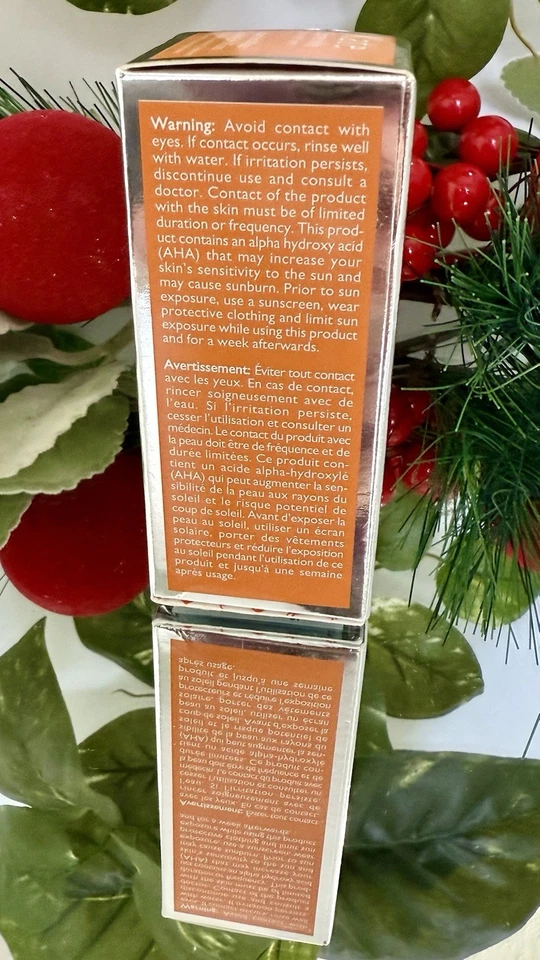 Warning: Avoid contact with
eyes. If contact occurs, rinse well
with water. If irritation persists,
discontinue use and consult a
doctor. Contact of the product
with the skin must be of limited
duration or frequency. This prod-
uct contains an alpha hydroxy acid
(AHA) that may increase your
skin's sensitivity to the sun and
may cause sunburn. Prior to sun
exposure, use a sunscreen, wear
protective clothing and limit sun
exposure while using this product
and for a week afterwards.
Avertissement: Éviter tout contact
avec les yeux. En cas de contact,
rincer soigneusement avec de
l'eau. Si l'irritation persiste,
cesser l'utilisation et consulter un
médecin. Le contact du produit avec
la peau doit être de fréquence et de
durée limitées. Ce produit con-
tient un acide alpha-hydroxylé
(AHA) qui peut augmenter la sen-
sibilité de la peau aux rayons du
soleil et le risque potentiel de
coup de soleil. Avant d'exposer la
peau au soleil, utiliser un écran
solaire, porter des vêtements
protecteurs et réduire l'exposition
au soleil pendant l'utilisation de ce
produit et jusqu'à une semaine
après usage.